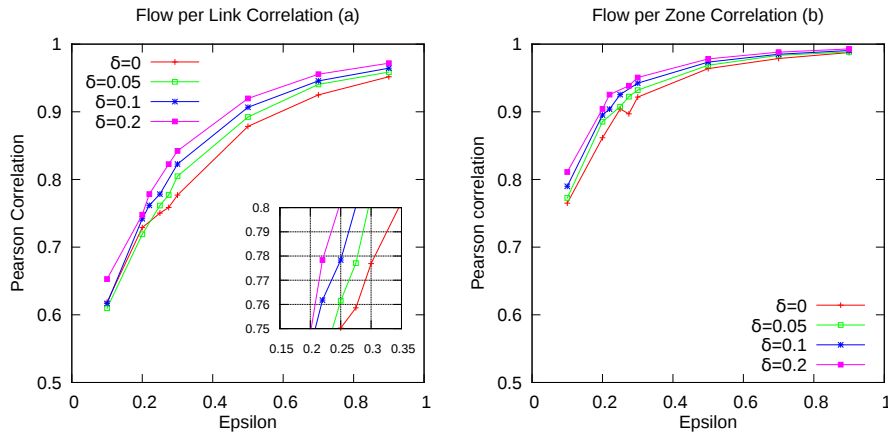 Flow per Link Correlation (a)
1
0.9
0.8
0.7
0.6
0.5
Pearson Correlation
δ=0
δ=0.05
δ=0.1
δ=0.2
0.8
0.79
0.78
0.77
0.76
0.75
0.15 0.2 0.25 0.3 0.35
0 0.2 0.4 0.6 0.8 1
Epsilon
Flow per Zone Correlation (b)
1
0.9
0.8
0.7
0.6
0.5
Pearson correlation
δ=0
δ=0.05
δ=0.1
δ=0.2
0 0.2 0.4 0.6 0.8 1
Epsilon